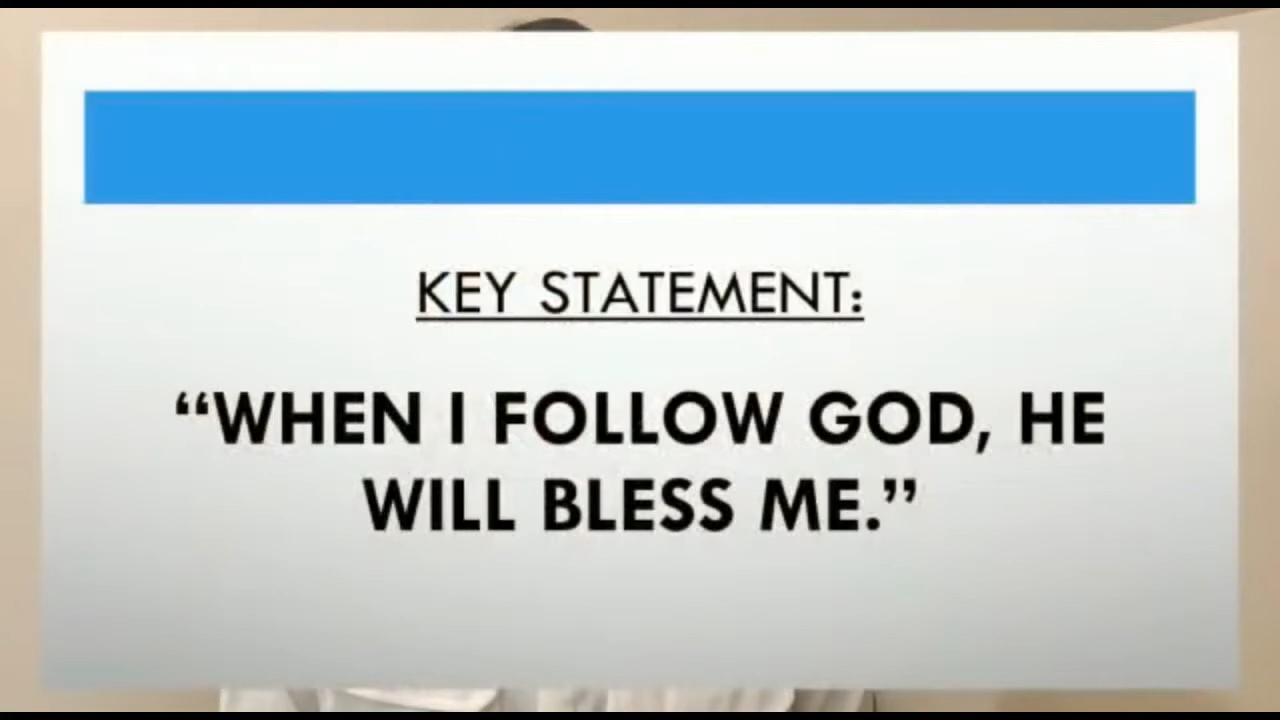 KEY STATEMENT:
“WHEN I FOLLOW GOD, HE
WILL BLESS ME.”